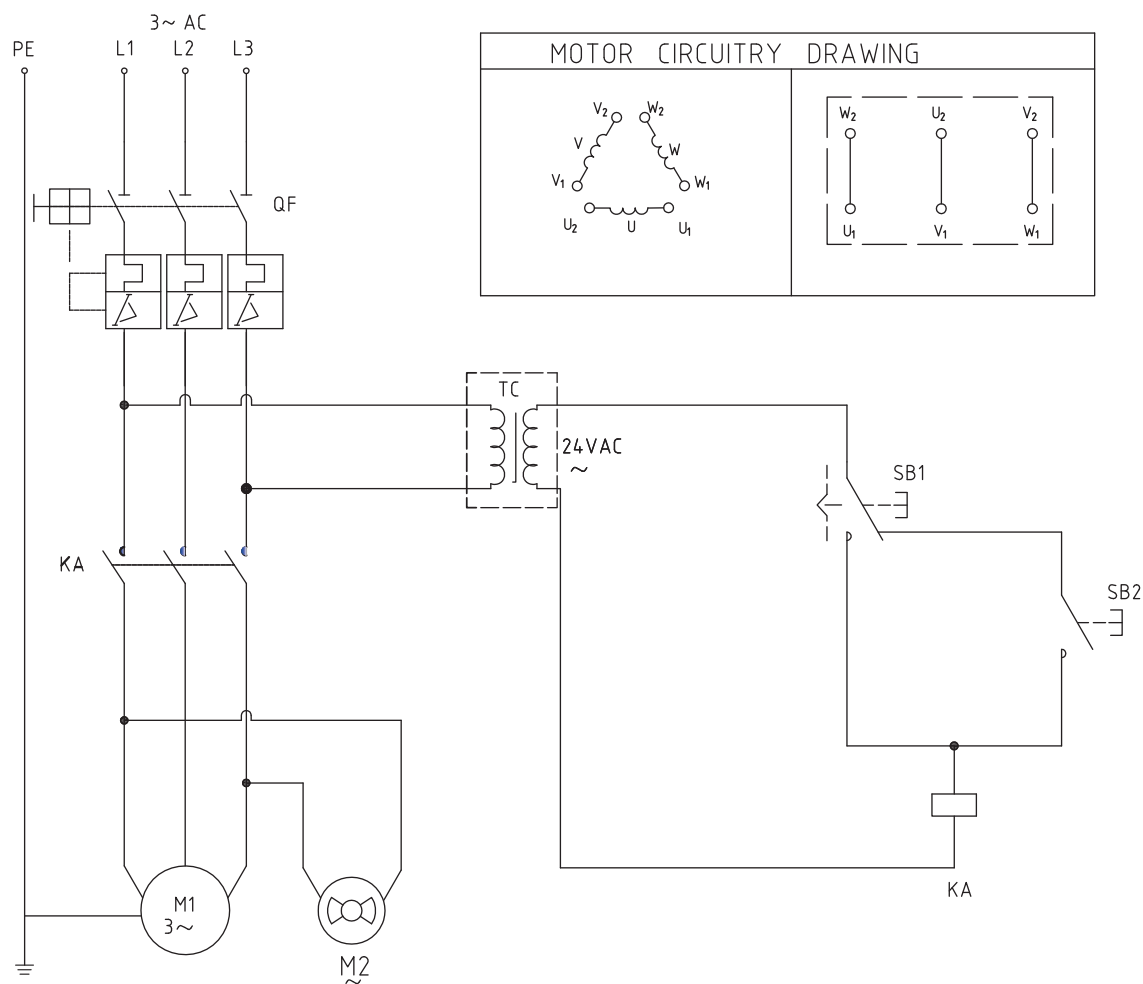 3~ AC
PE L1 L2 L3
MOTOR CIRCUITRY DRAWING
V2 W2
V W
V1 W1
U2 U U1
W2 U2 V2
U1 V1 W1
QF
TC
24VAC
~
SB1
KA
SB2
M1
3~
KA
M2
~